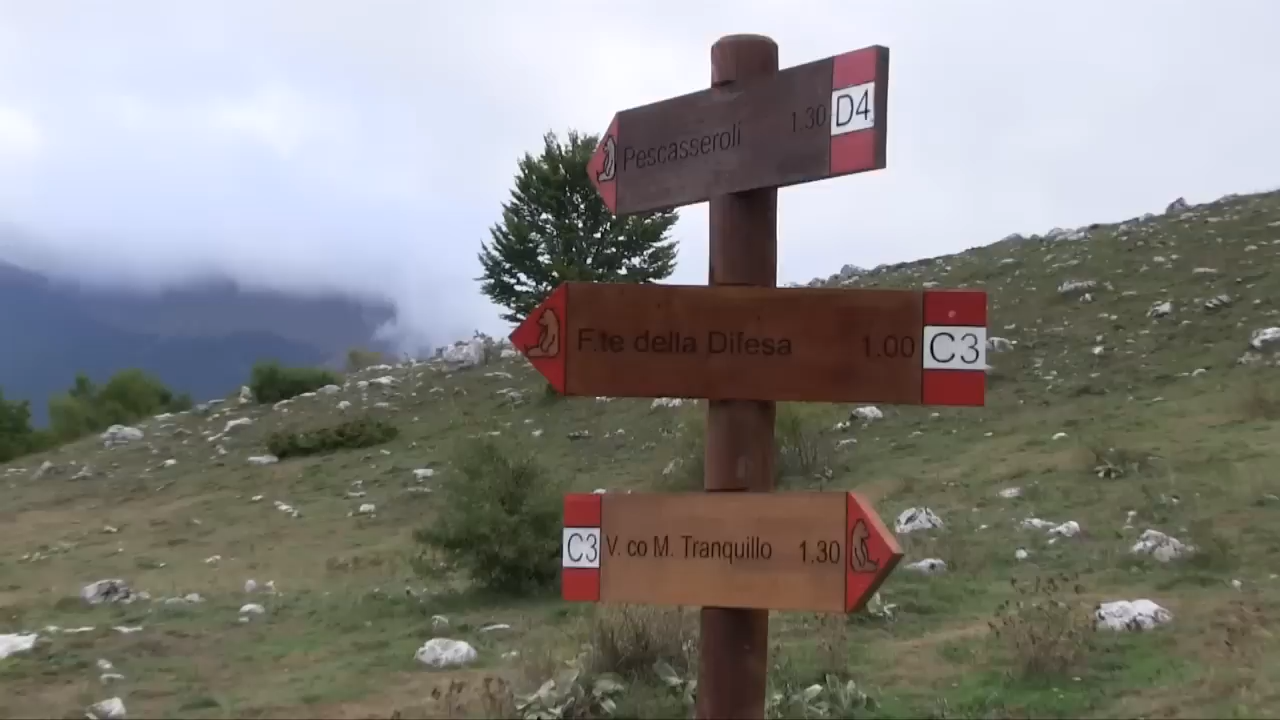 Pescasseroli 1.30 D4
F.te della Difesa 1.00 C3
C3 V. co M. Tranquillo 1.30